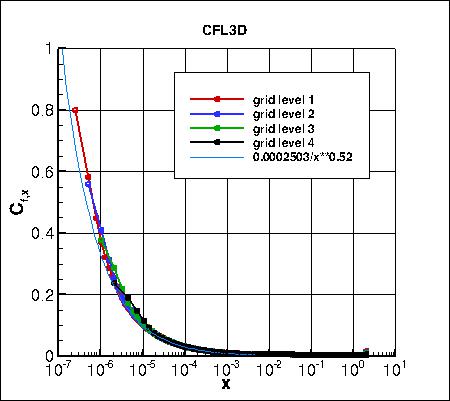 CFL3D
1
0.8
0.6
0.4
0.2
0
C_f,x
grid level 1
grid level 2
grid level 3
grid level 4
0.0002503/x**0.52
10^-7 10^-6 10^-5 10^-4 10^-3 10^-2 10^-1 10^0 10^1
x